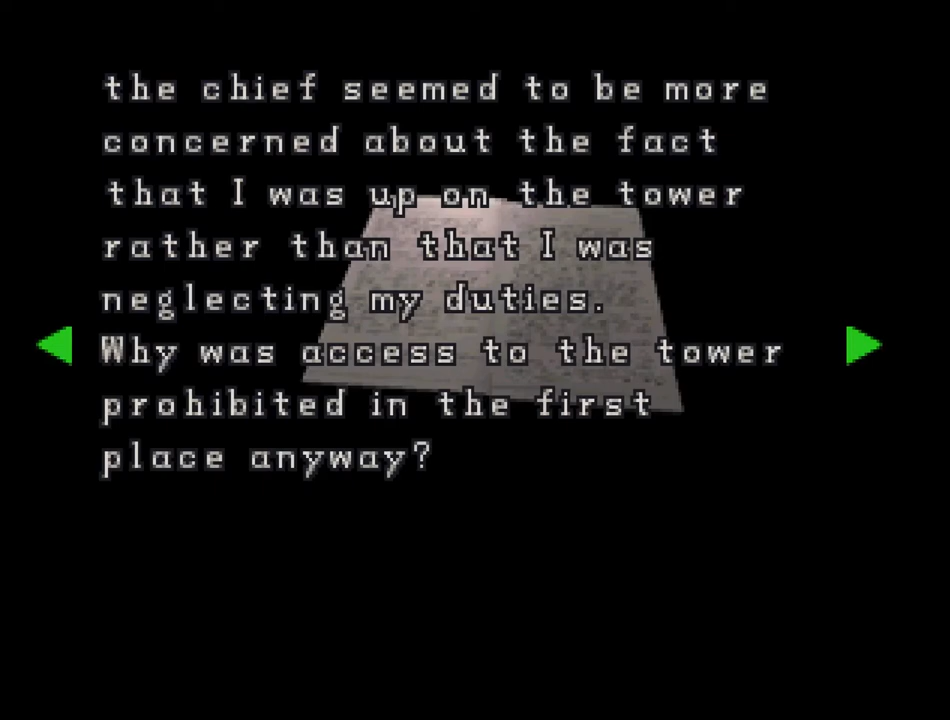 the chief seemed to be more
concerned about the fact
that I was up on the tower
rather than that I was
neglecting my duties.
Why was access to the tower
prohibited in the first
place anyway?